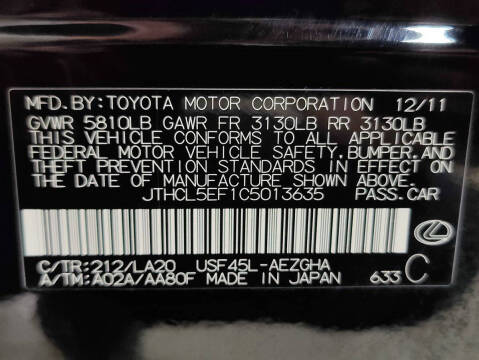 MFD.BY:TOYOTA MOTOR CORPORATION 12/11
GVWR 5810LB GAWR FR 3130LB RR 3130LB
THIS VEHICLE CONFORMS TO ALL APPLICABLE
FEDERAL MOTOR VEHICLE SAFETY,BUMPER,AND
THEFT PREVENTION STANDARDS IN EFFECT ON
THE DATE OF MANUFACTURE SHOWN ABOVE.
JTHCL5EF1C5013635 PASS.CAR
C/TR:212/LA20 USF45L-AEZGHA
A/TM:A02A/AA80F MADE IN JAPAN 633 C